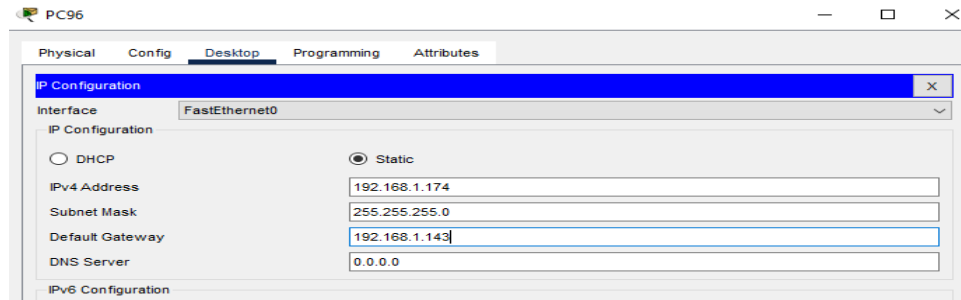 PC96
Physical Config Desktop Programming Attributes
IP Configuration X
Interface FastEthernet0
IP Configuration
DHCP Static
IPv4 Address 192.168.1.174
Subnet Mask 255.255.255.0
Default Gateway 192.168.1.143
DNS Server 0.0.0.0
IPv6 Configuration